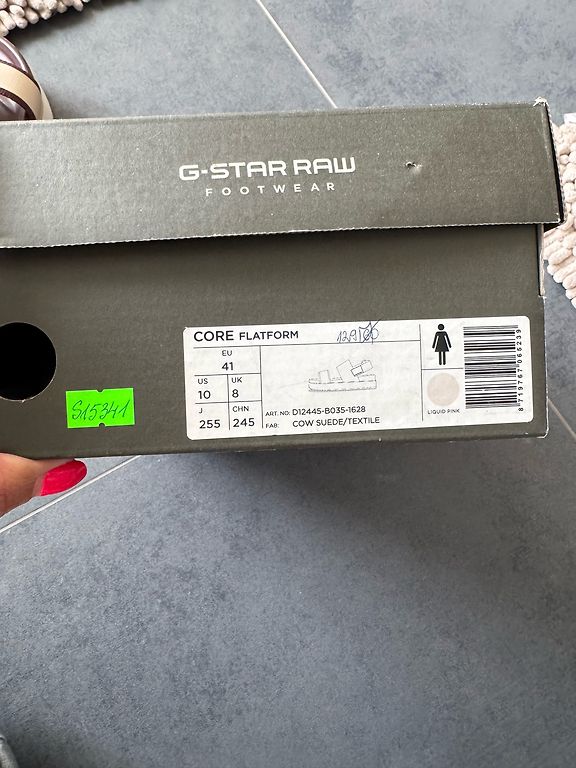 G-STAR RAW
FOOTWEAR
CORE FLATFORM
EU
41
US
10
UK
8
J
255
CHN
245
ART. NO: D12445-B035-1628
FAB: COW SUEDE/TEXTILE
LIQUID PINK
8719767065239
S15341